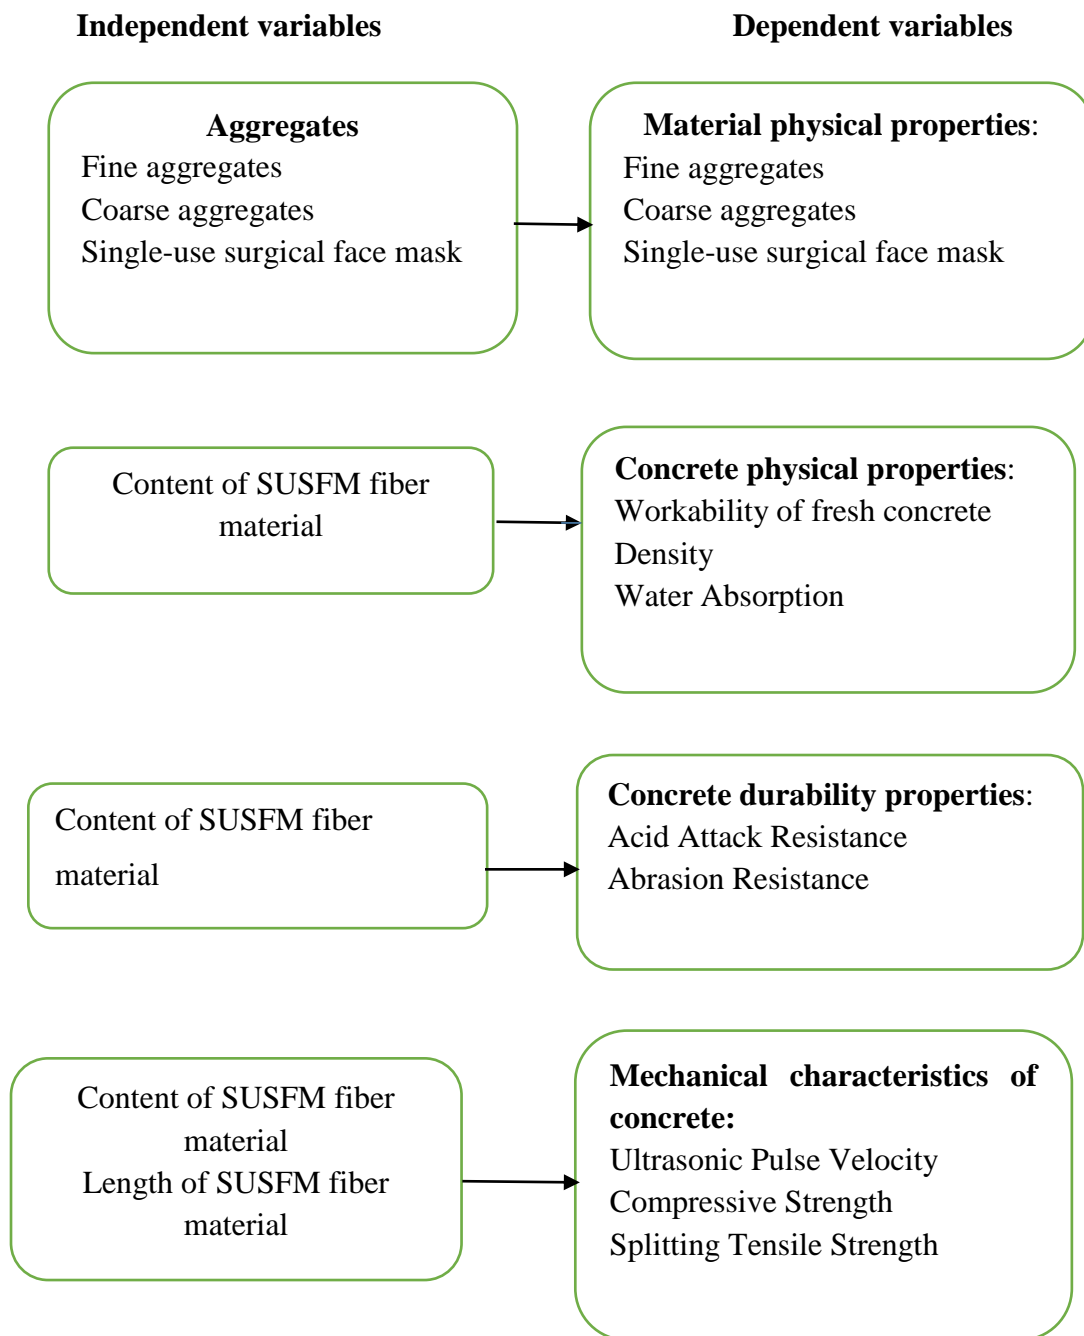 Independent variables
Dependent variables
Aggregates
Fine aggregates
Coarse aggregates
Single-use surgical face mask
Material physical properties:
Fine aggregates
Coarse aggregates
Single-use surgical face mask
Content of SUSFM fiber
material
Concrete physical properties:
Workability of fresh concrete
Density
Water Absorption
Content of SUSFM fiber
material
Concrete durability properties:
Acid Attack Resistance
Abrasion Resistance
Content of SUSFM fiber
material
Length of SUSFM fiber
material
Mechanical characteristics of
concrete:
Ultrasonic Pulse Velocity
Compressive Strength
Splitting Tensile Strength